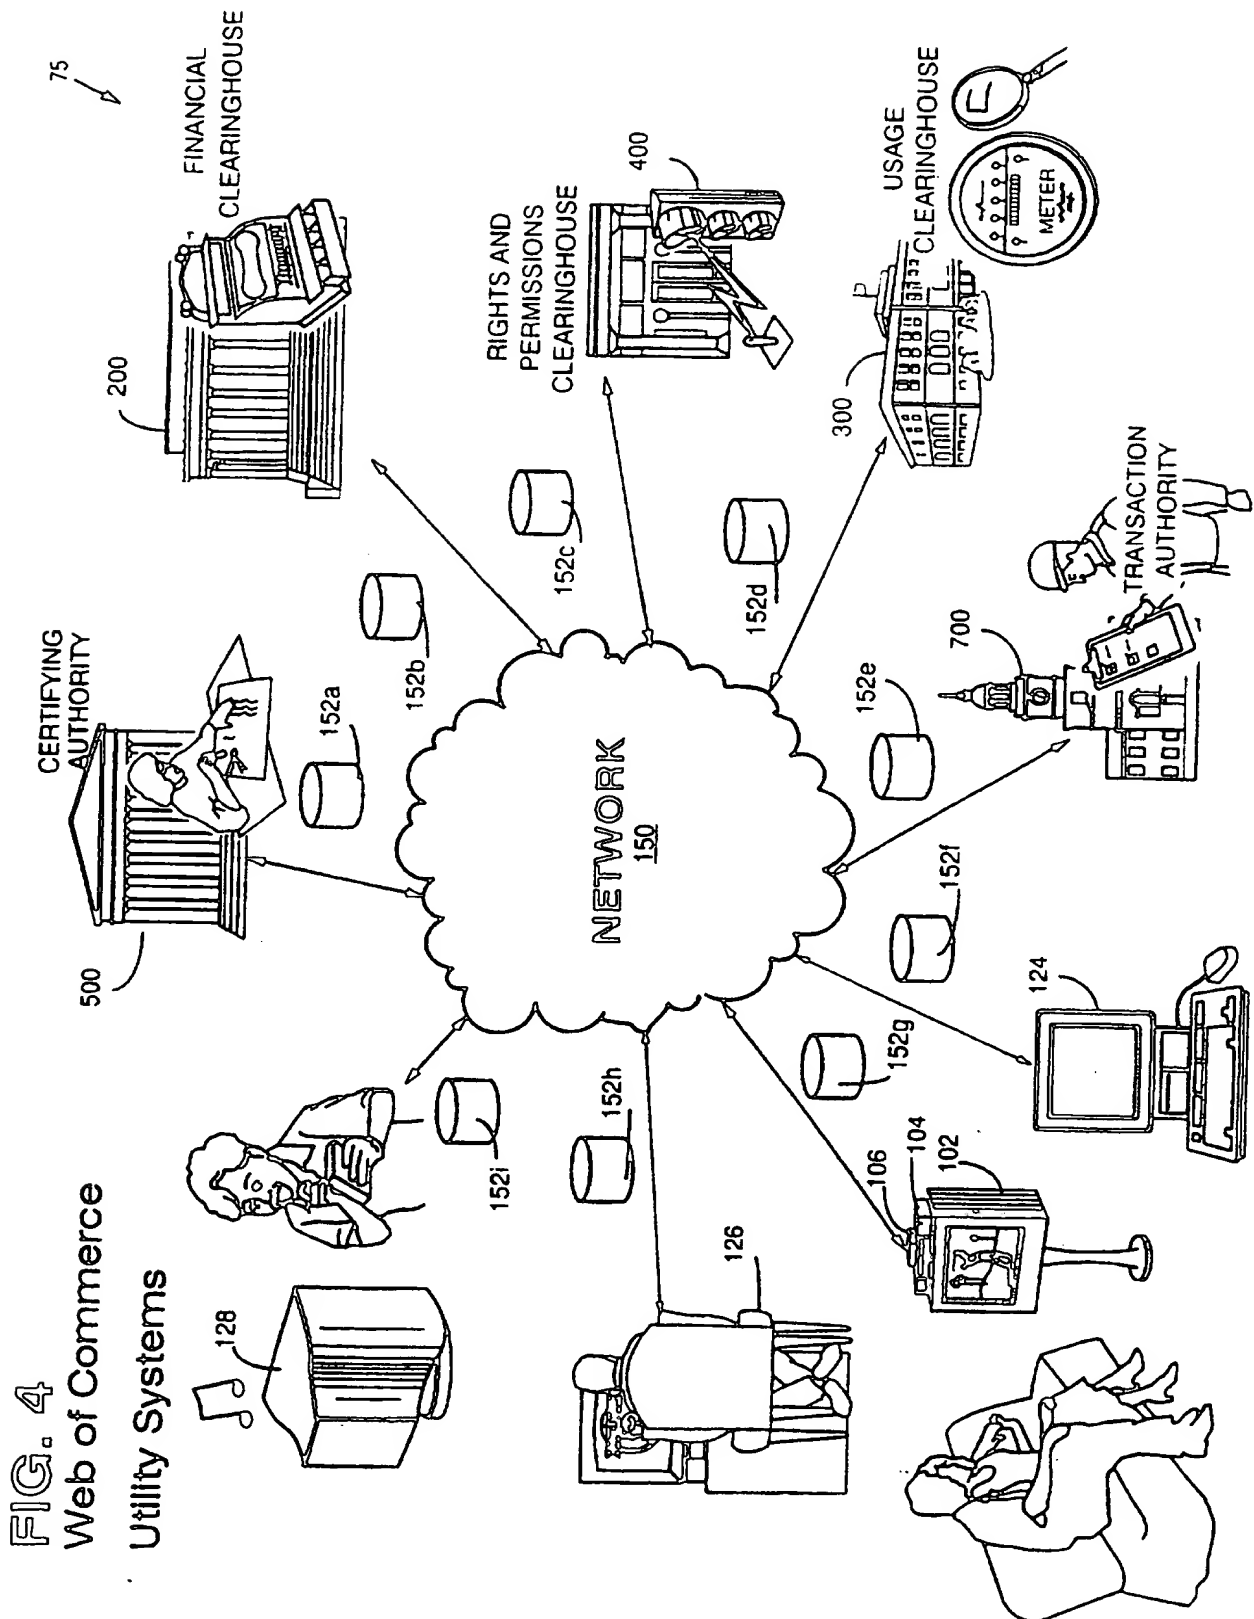 FIG. 4
Web of Commerce
Utility Systems
75
128
500
CERTIFYING
AUTHORITY
200
FINANCIAL
CLEARINGHOUSE
152i
152a
152b
152c
RIGHTS AND
PERMISSIONS
CLEARINGHOUSE
400
126
152h
NETWORK
150
152d
300
USAGE
CLEARINGHOUSE
METER
106
104
102
152g
124
152f
152e
700
TRANSACTION
AUTHORITY